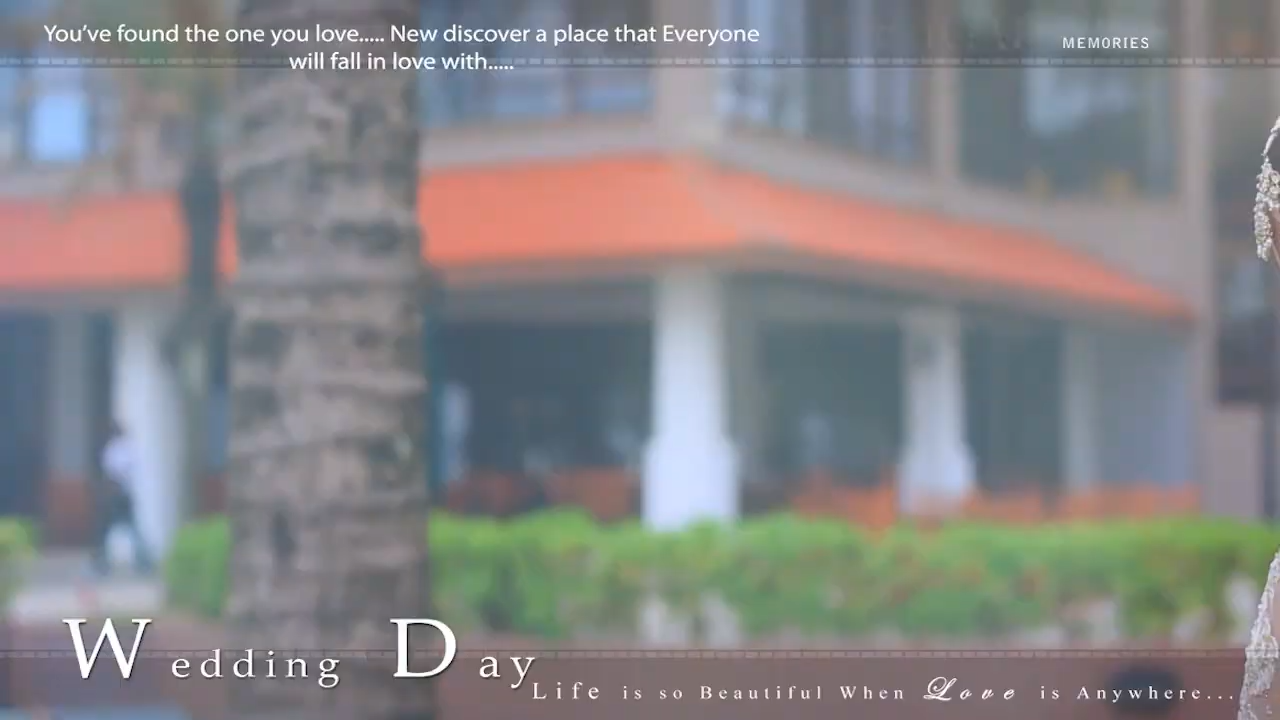 You've found the one you love..... New discover a place that Everyone
will fall in love with.....
MEMORIES
Wedding Day
Life is so Beautiful When Love is Anywhere...